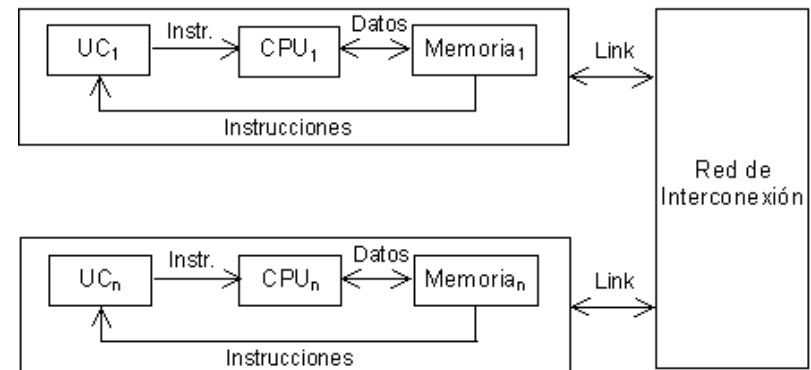 UC₁
Instr.
CPU₁
Datos
Memoria₁
Instrucciones
Link
Red de
Interconexión
UCₙ
Instr.
CPUₙ
Datos
Memoriaₙ
Instrucciones
Link